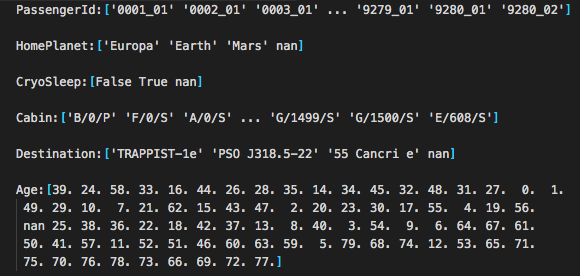 PassengerId:['0001_01' '0002_01' '0003_01' ... '9279_01' '9280_01' '9280_02']
HomePlanet:['Europa' 'Earth' 'Mars' nan]
CryoSleep:[False True nan]
Cabin:['B/0/P' 'F/0/S' 'A/0/S' ... 'G/1499/S' 'G/1500/S' 'E/608/S']
Destination:['TRAPPIST-1e' 'PSO J318.5-22' '55 Cancri e' nan]
Age:[39. 24. 58. 33. 16. 44. 26. 28. 35. 14. 34. 45. 32. 48. 31. 27.  0.  1.
49. 29. 10.  7. 21. 62. 15. 43. 47.  2. 20. 23. 30. 17. 55.  4. 19. 56.
nan 25. 38. 36. 22. 18. 42. 37. 13.  8. 40.  3. 54.  9.  6. 64. 67. 61.
50. 41. 57. 11. 52. 51. 46. 60. 63. 59.  5. 79. 68. 74. 12. 53. 65. 71.
75. 70. 76. 78. 73. 66. 69. 72. 77.]